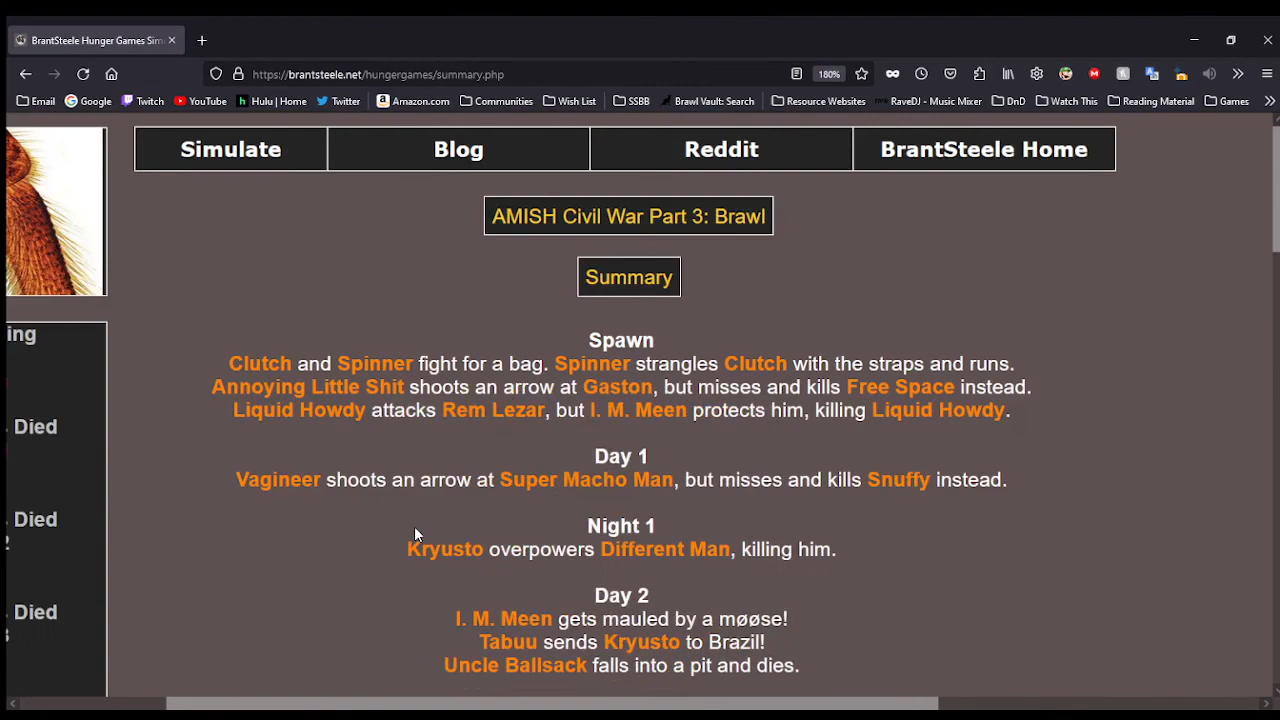 BrantSteele Hunger Games Sim
https://brantsteele.net/hungergames/summary.php
180%
Email
Google
Twitch
YouTube
Hulu | Home
Twitter
Amazon.com
Communities
Wish List
SSBB
Brawl Vault: Search
Resource Websites
RaveDJ - Music Mixer
DnD
Watch This
Reading Material
Games
Simulate
Blog
Reddit
BrantSteele Home
AMISH Civil War Part 3: Brawl
Summary
ing
Died
Died
2
Died
3
Spawn
Clutch and Spinner fight for a bag. Spinner strangles Clutch with the straps and runs.
Annoying Little Shit shoots an arrow at Gaston, but misses and kills Free Space instead.
Liquid Howdy attacks Rem Lezar, but I. M. Meen protects him, killing Liquid Howdy.
Day 1
Vagineer shoots an arrow at Super Macho Man, but misses and kills Snuffy instead.
Night 1
Kryusto overpowers Different Man, killing him.
Day 2
I. M. Meen gets mauled by a møøse!
Tabuu sends Kryusto to Brazil!
Uncle Ballsack falls into a pit and dies.